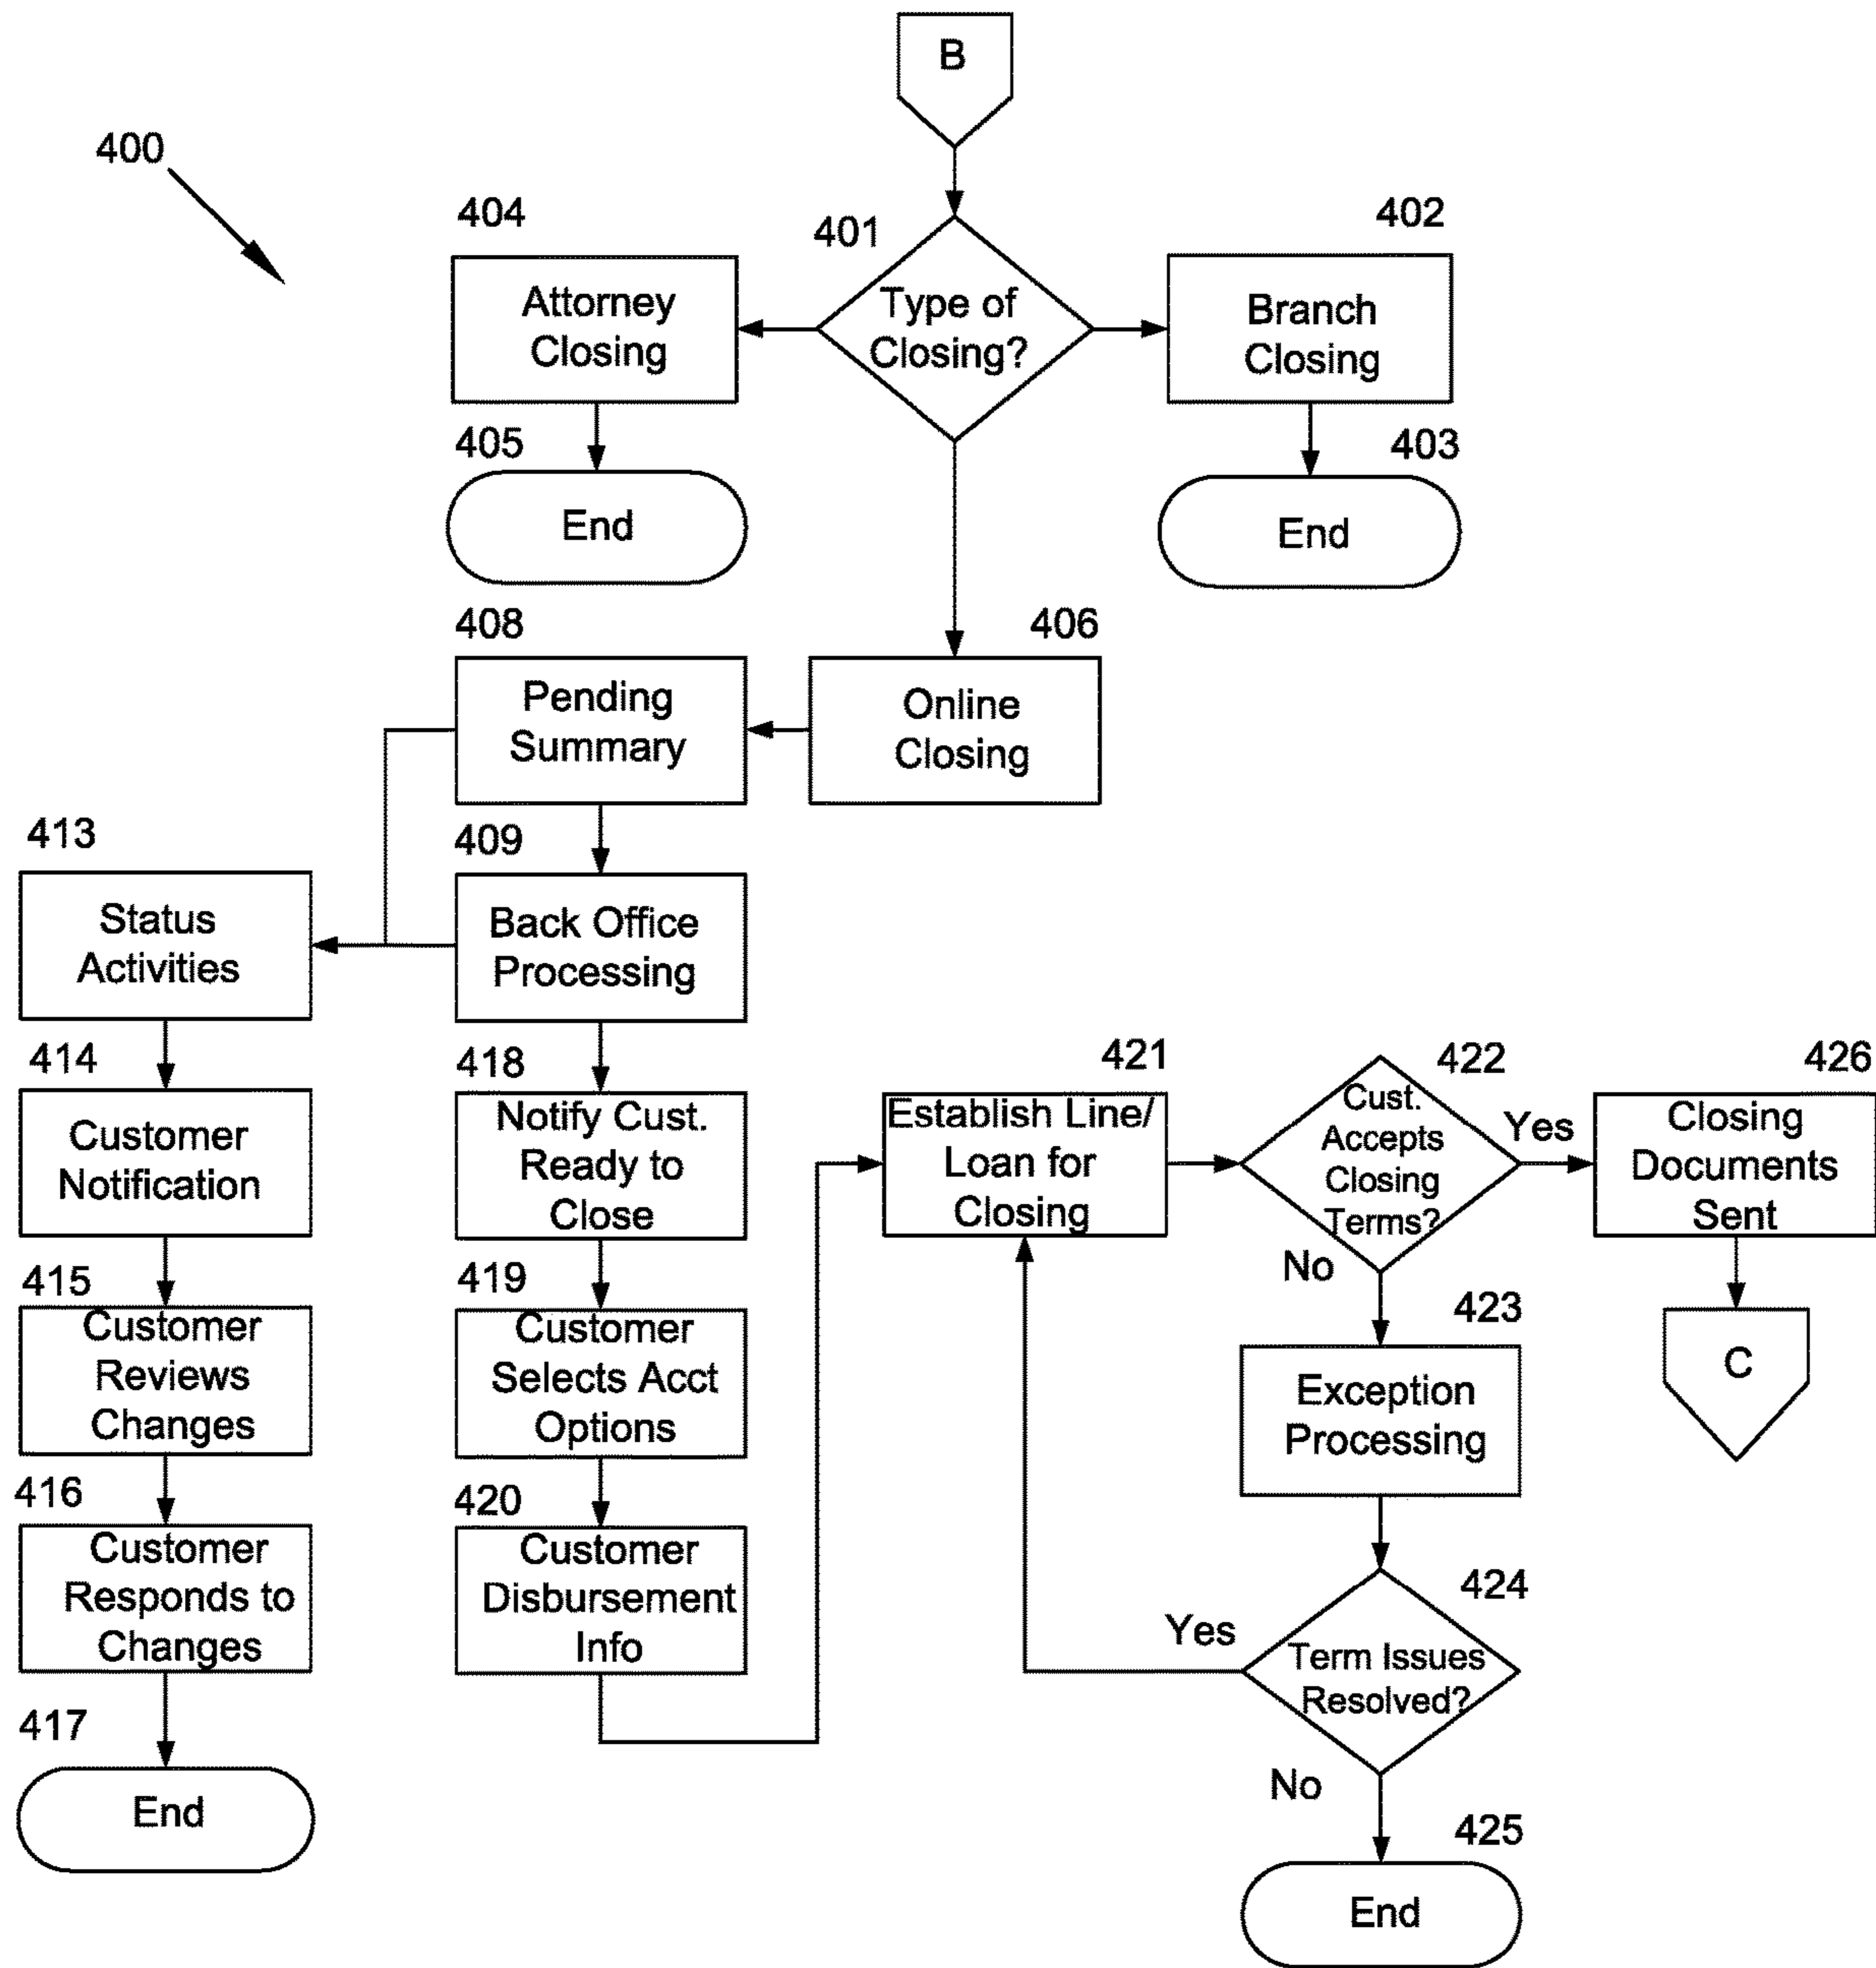 B
400
404
401
402
Attorney
Closing
Type of
Closing?
Branch
Closing
405
403
End
End
408
406
Pending
Summary
Online
Closing
413
409
Status
Activities
Back Office
Processing
414
418
421
422
426
Customer
Notification
Notify Cust.
Ready to
Close
Establish Line/
Loan for
Closing
Cust.
Accepts
Closing
Terms?
Yes
No
Closing
Documents
Sent
415
419
423
C
Customer
Reviews
Changes
Customer
Selects Acct
Options
Exception
Processing
416
420
424
Customer
Responds to
Changes
Customer
Disbursement
Info
Yes
Term Issues
Resolved?
No
417
425
End
End